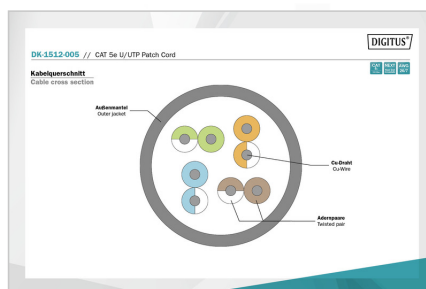 DIGITUS®
DK-1512-005 // CAT 5e U/UTP Patch Cord
Kabelquerschnitt
Cable cross section
Außenmantel
Outer jacket
Cu-Draht
Cu-Wire
Adernpaare
Twisted pair